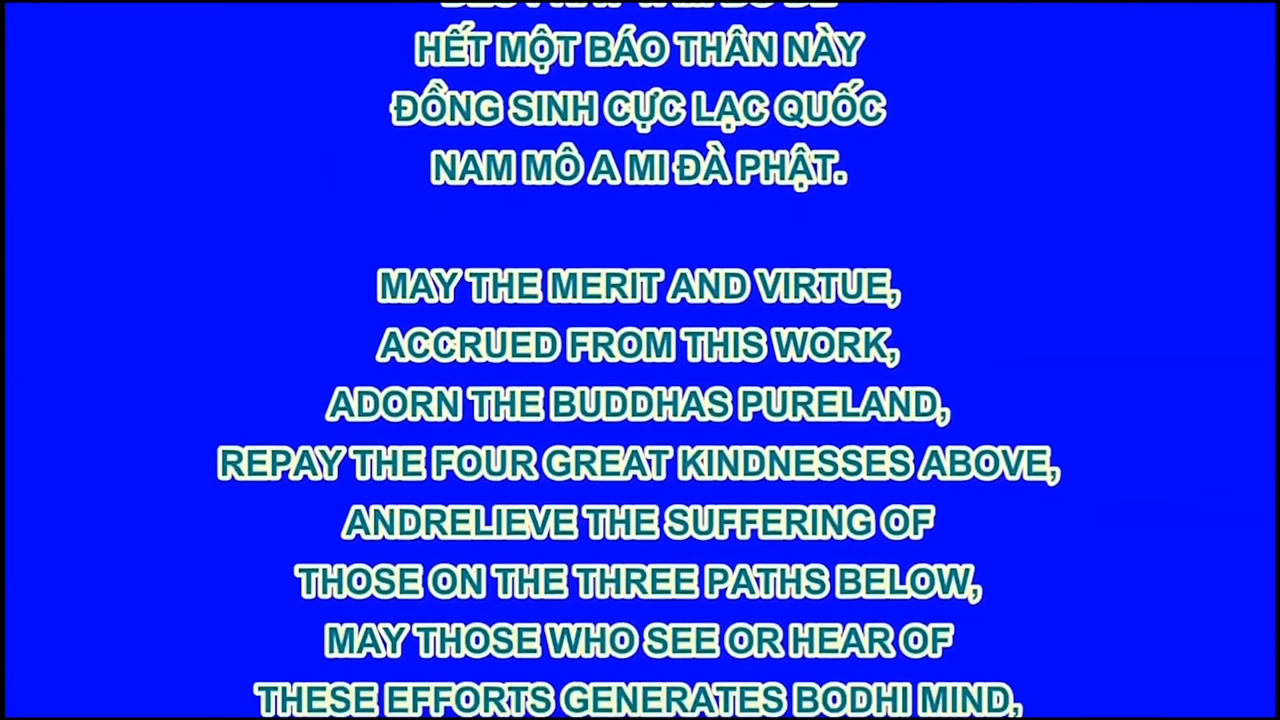 HẾT MỘT BÁO THÂN NÀY
ĐỒNG SINH CỰC LẠC QUỐC
NAM MÔ A MI ĐÀ PHẬT.
MAY THE MERIT AND VIRTUE,
ACCRUED FROM THIS WORK,
ADORN THE BUDDHAS PURELAND,
REPAY THE FOUR GREAT KINDNESSES ABOVE,
ANDRELIEVE THE SUFFERING OF
THOSE ON THE THREE PATHS BELOW,
MAY THOSE WHO SEE OR HEAR OF
THESE EFFORTS GENERATES BODHI MIND,